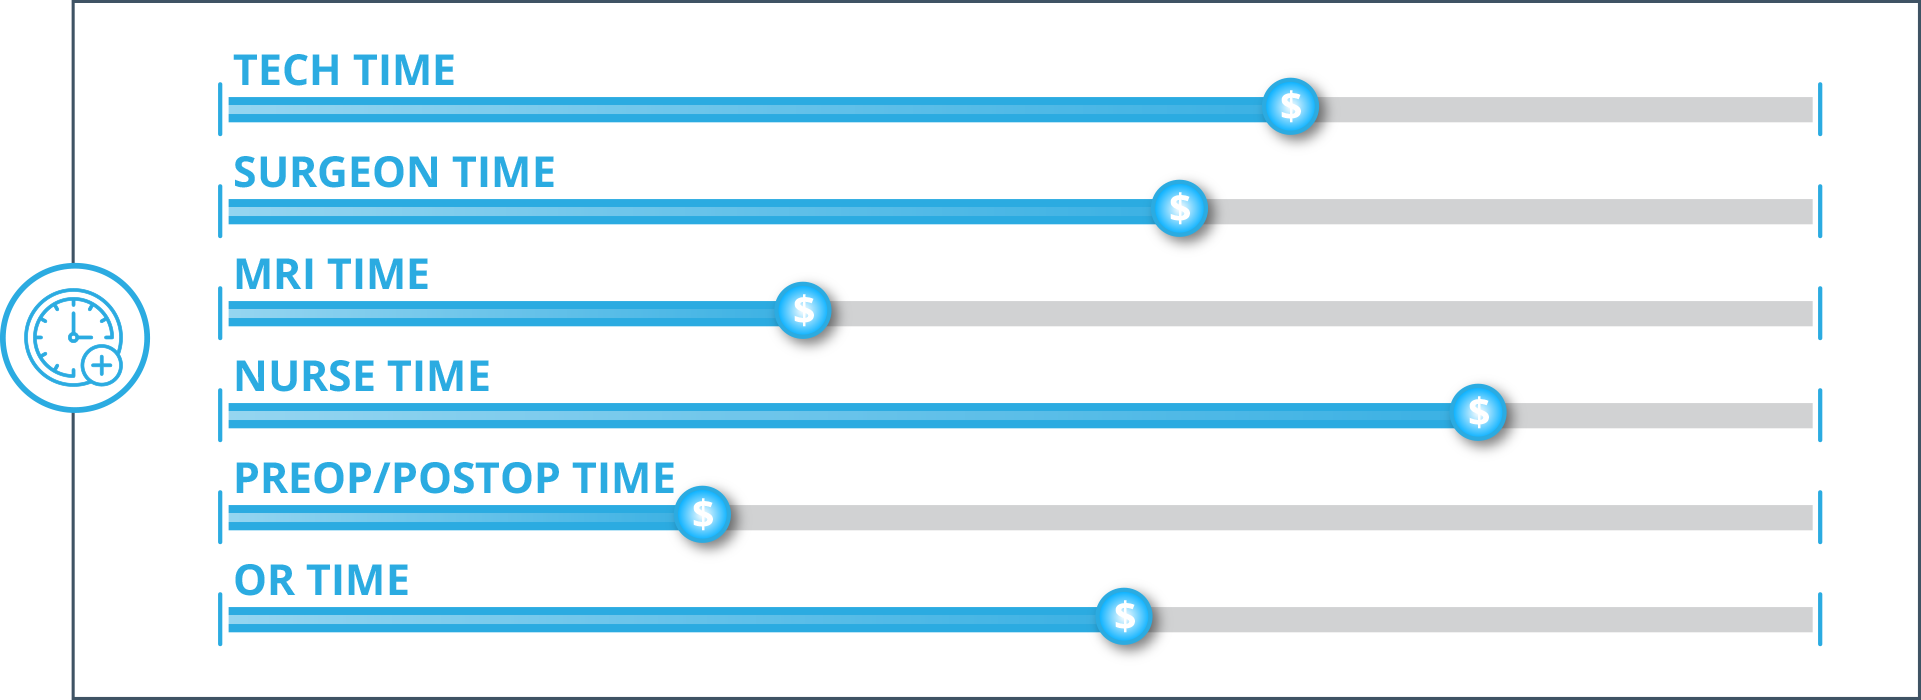 TECH TIME
$
SURGEON TIME
$
MRI TIME
$
NURSE TIME
$
PREOP/POSTOP TIME
$
OR TIME
$